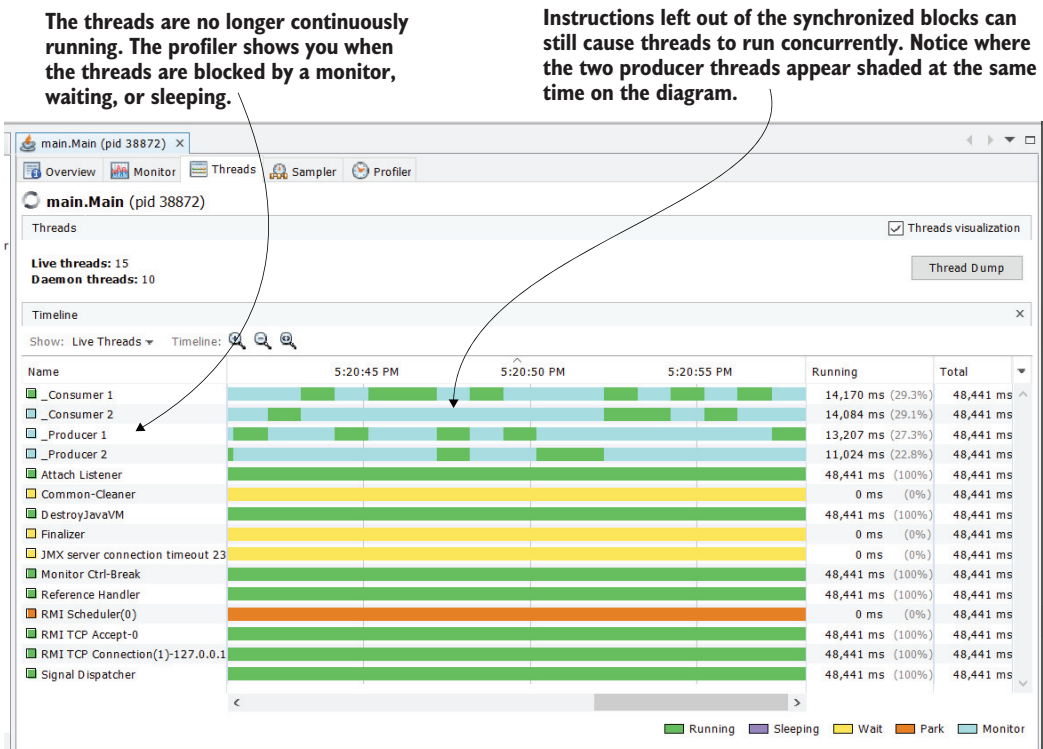 The threads are no longer continuously
running. The profiler shows you when
the threads are blocked by a monitor,
waiting, or sleeping.
Instructions left out of the synchronized blocks can
still cause threads to run concurrently. Notice where
the two producer threads appear shaded at the same
time on the diagram.
main.Main (pid 38872)
Overview Monitor Threads Sampler Profiler
main.Main (pid 38872)
Threads Threads visualization
Live threads: 15
Daemon threads: 10
Thread Dump
Timeline
Show: Live Threads Timeline:
Name 5:20:45 PM 5:20:50 PM 5:20:55 PM Running Total
_Consumer 1 14,170 ms (29.3%) 48,441 ms
_Consumer 2 14,084 ms (29.1%) 48,441 ms
_Producer 1 13,207 ms (27.3%) 48,441 ms
_Producer 2 11,024 ms (22.8%) 48,441 ms
Attach Listener 48,441 ms (100%) 48,441 ms
Common-Cleaner 0 ms (0%) 48,441 ms
DestroyJavaVM 48,441 ms (100%) 48,441 ms
Finalizer 0 ms (0%) 48,441 ms
JMX server connection timeout 23 0 ms (0%) 48,441 ms
Monitor Ctrl-Break 48,441 ms (100%) 48,441 ms
Reference Handler 48,441 ms (100%) 48,441 ms
RMI Scheduler(0) 0 ms (0%) 48,441 ms
RMI TCP Accept-0 48,441 ms (100%) 48,441 ms
RMI TCP Connection(1)-127.0.0.1 48,441 ms (100%) 48,441 ms
Signal Dispatcher 48,441 ms (100%) 48,441 ms
Running Sleeping Wait Park Monitor